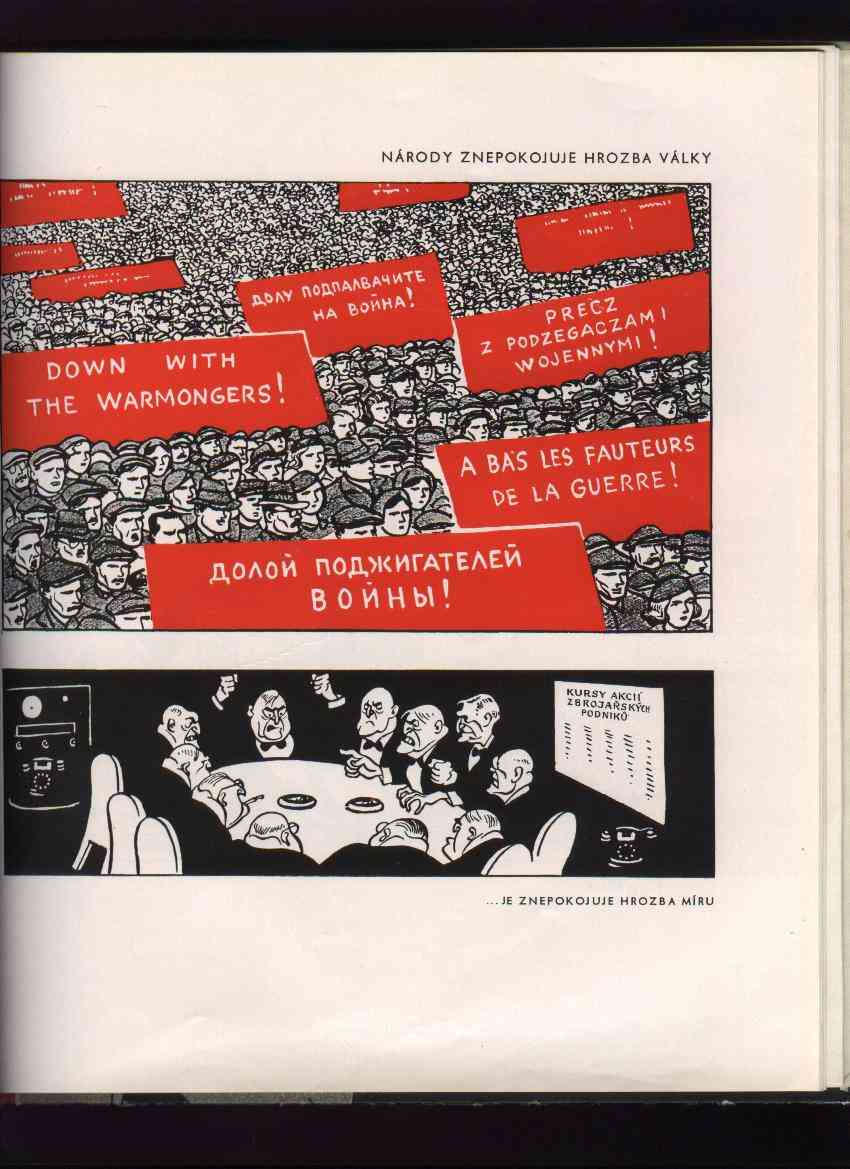 NÁRODY ZNEPOKOJUJE HROZBA VÁLKY
ДОЛУ ПОДПАЛВАЧИТЕ
НА ВОЙНА!
PRECZ
Z PODZEGACZAMI
WOJENNYMI!
DOWN WITH
THE WARMONGERS!
A BÁS LES FAUTEURS
DE LA GUERRE!
ДОЛОЙ ПОДЖИГАТЕЛЕЙ
ВОЙНЫ!
KURSY AKCIÍ
ZBROJAŘSKÝCH
PODNIKŮ
...JE ZNEPOKOJUJE HROZBA MÍRU